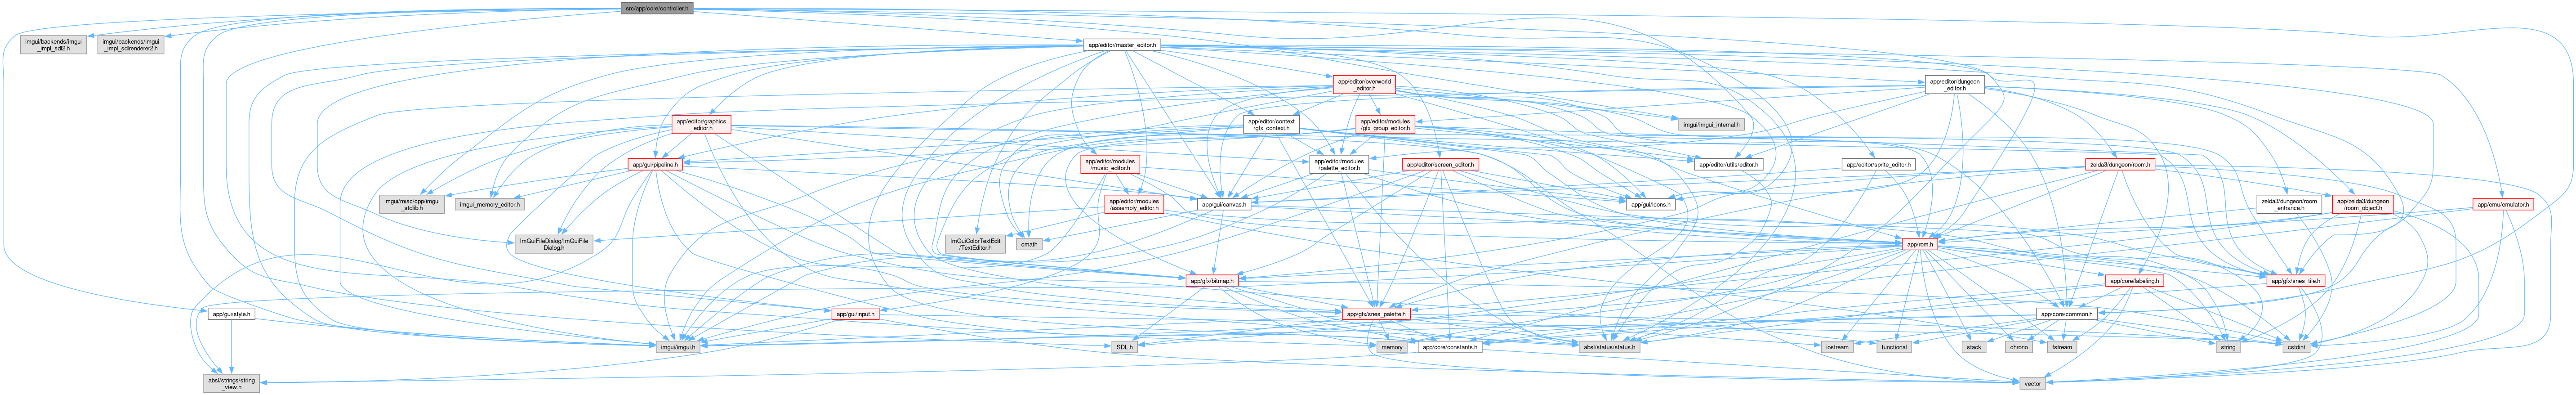 src/app/core/controller.h
imgui/backends/imgui
_impl_sdl2.h
imgui/backends/imgui
_impl_sdlrenderer2.h
app/editor/master_editor.h
app/editor/overworld
_editor.h
app/editor/dungeon
_editor.h
app/editor/graphics
_editor.h
app/editor/context
/gfx_context.h
app/editor/modules
/gfx_group_editor.h
imgui/imgui_internal.h
app/gui/pipeline.h
app/editor/modules
/music_editor.h
app/editor/modules
/palette_editor.h
app/editor/utils/editor.h
app/editor/screen_editor.h
app/editor/sprite_editor.h
zelda3/dungeon/room.h
imgui/misc/cpp/imgui
_stdlib.h
imgui_memory_editor.h
app/editor/modules
/assembly_editor.h
app/gui/canvas.h
app/gui/icons.h
zelda3/dungeon/room
_entrance.h
app/zelda3/dungeon
/room_object.h
app/emu/emulator.h
ImGuiFileDialog/ImGuiFile
Dialog.h
ImGuiColorTextEdit
/TextEditor.h
cmath
app/rom.h
app/gfx/bitmap.h
app/core/labeling.h
app/gfx/snes_tile.h
app/gui/style.h
app/gui/input.h
app/gfx/snes_palette.h
app/core/common.h
imgui/imgui.h
SDL.h
memory
app/core/constants.h
absl/status/status.h
iostream
functional
stack
chrono
fstream
string
cstdint
absl/strings/string
_view.h
vector